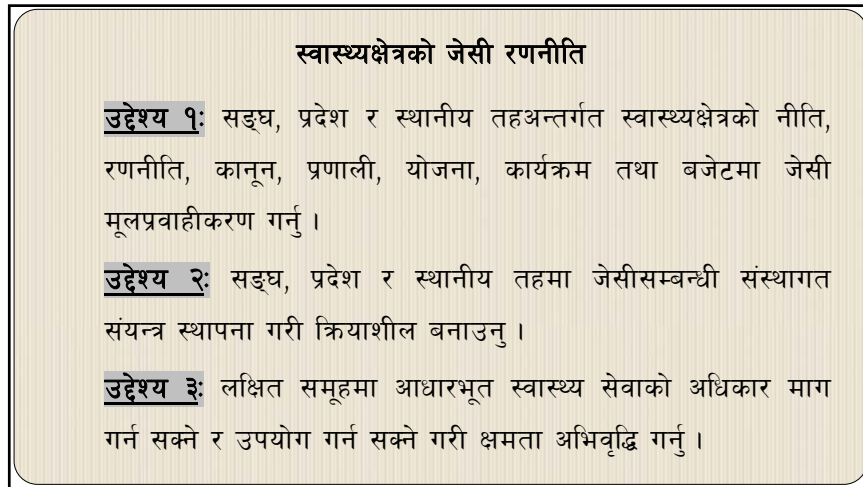 स्वास्थ्यक्षेत्रको जेसी रणनीति
उद्देश्य १: सङ्घ, प्रदेश र स्थानीय तहअन्तर्गत स्वास्थ्यक्षेत्रको नीति,
रणनीति, कानून, प्रणाली, योजना, कार्यक्रम तथा बजेटमा जेसी
मूलप्रवाहीकरण गर्नु ।
उद्देश्य २: सङ्घ, प्रदेश र स्थानीय तहमा जेसीसम्बन्धी संस्थागत
संयन्त्र स्थापना गरी क्रियाशील बनाउनु ।
उद्देश्य ३: लक्षित समूहमा आधारभूत स्वास्थ्य सेवाको अधिकार माग
गर्न सक्ने र उपयोग गर्न सक्ने गरी क्षमता अभिवृद्धि गर्नु ।